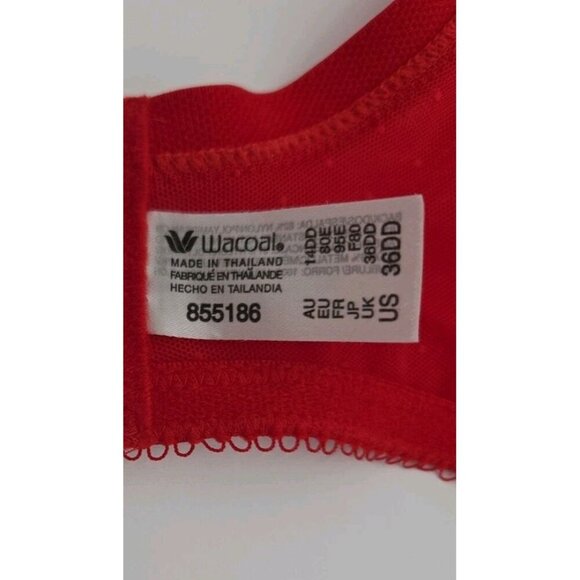 Wacoal®
MADE IN THAILAND
FABRIQUÉ EN THAÏLANDE
HECHO EN TAILANDIA
855186
AU 14DD
EU 80E
FR 95E
JP F80
UK 36DD
US 36DD